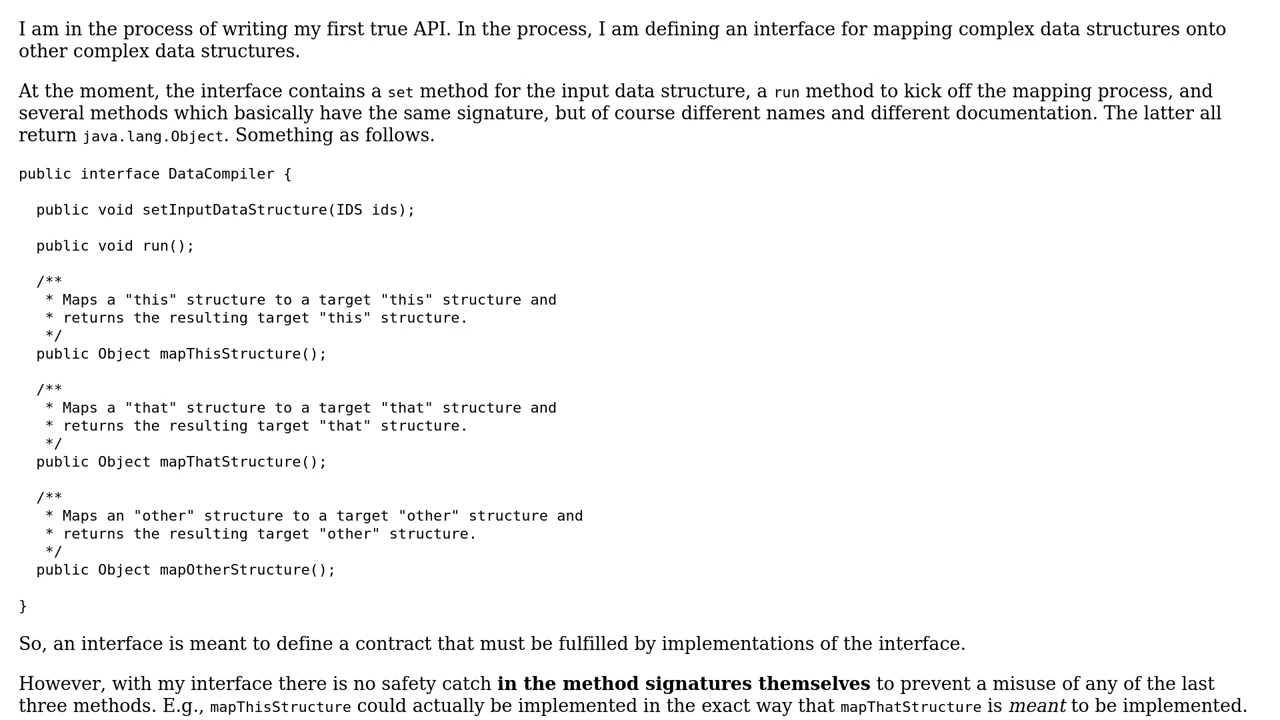 I am in the process of writing my first true API. In the process, I am defining an interface for mapping complex data structures onto
other complex data structures.
At the moment, the interface contains a set method for the input data structure, a run method to kick off the mapping process, and
several methods which basically have the same signature, but of course different names and different documentation. The latter all
return java.lang.Object. Something as follows.
public interface DataCompiler {
  public void setInputDataStructure(IDS ids);
  public void run();
  /**
   * Maps a "this" structure to a target "this" structure and
   * returns the resulting target "this" structure.
   */
  public Object mapThisStructure();
  /**
   * Maps a "that" structure to a target "that" structure and
   * returns the resulting target "that" structure.
   */
  public Object mapThatStructure();
  /**
   * Maps an "other" structure to a target "other" structure and
   * returns the resulting target "other" structure.
   */
  public Object mapOtherStructure();
}
So, an interface is meant to define a contract that must be fulfilled by implementations of the interface.
However, with my interface there is no safety catch in the method signatures themselves to prevent a misuse of any of the last
three methods. E.g., mapThisStructure could actually be implemented in the exact way that mapThatStructure is meant to be implemented.